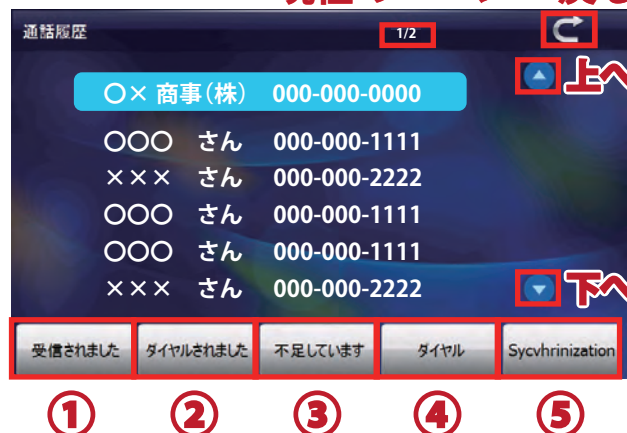 通話履歴 1/2
上へ
〇× 商事(株) 000-000-0000
〇〇〇 さん 000-000-1111
××× さん 000-000-2222
〇〇〇 さん 000-000-1111
〇〇〇 さん 000-000-1111
××× さん 000-000-2222
下へ
受信されました ダイヤルされました 不足しています ダイヤル Sycvhrinization
① ② ③ ④ ⑤